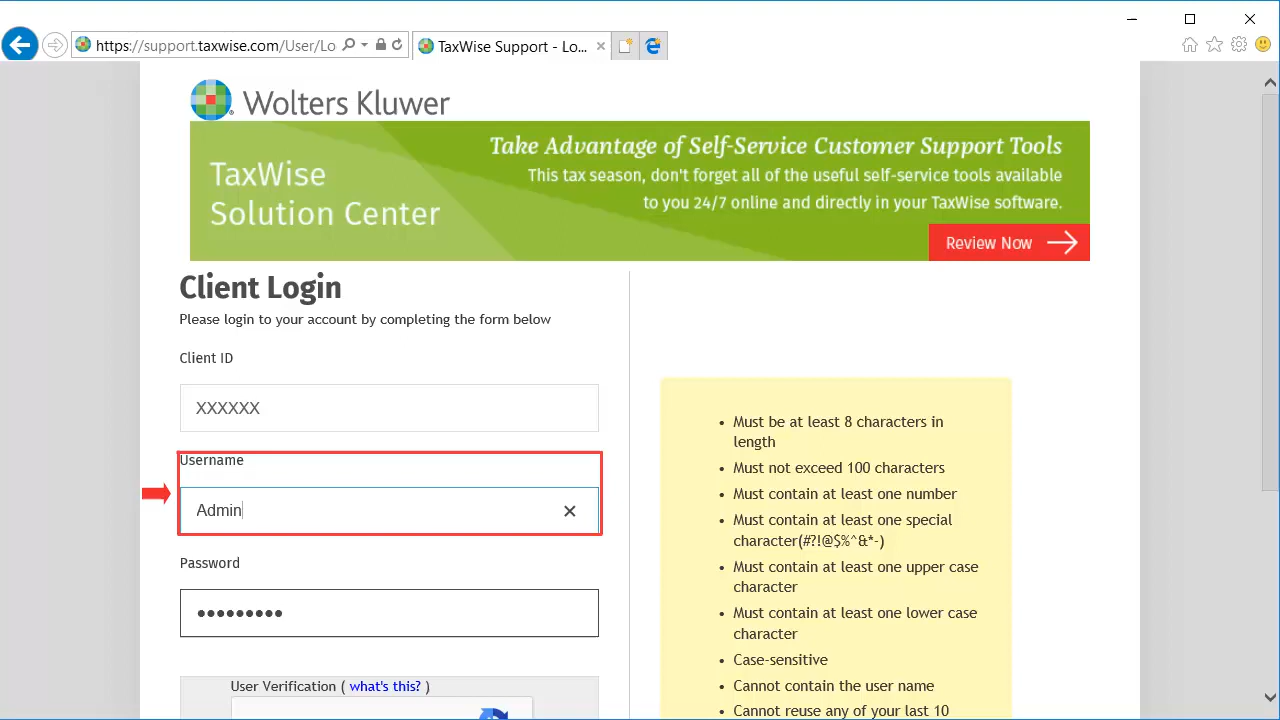 https://support.taxwise.com/User/Lo
TaxWise Support - Lo...
Wolters Kluwer
Take Advantage of Self-Service Customer Support Tools
This tax season, don't forget all of the useful self-service tools available
to you 24/7 online and directly in your TaxWise software.
TaxWise
Solution Center
Review Now
Client Login
Please login to your account by completing the form below
Client ID
XXXXXX
Username
Admin
Password
•••••••••
User Verification ( what's this? )
• Must be at least 8 characters in
length
• Must not exceed 100 characters
• Must contain at least one number
• Must contain at least one special
character(#?!@$%^&*-)
• Must contain at least one upper case
character
• Must contain at least one lower case
character
• Case-sensitive
• Cannot contain the user name
• Cannot reuse any of your last 10